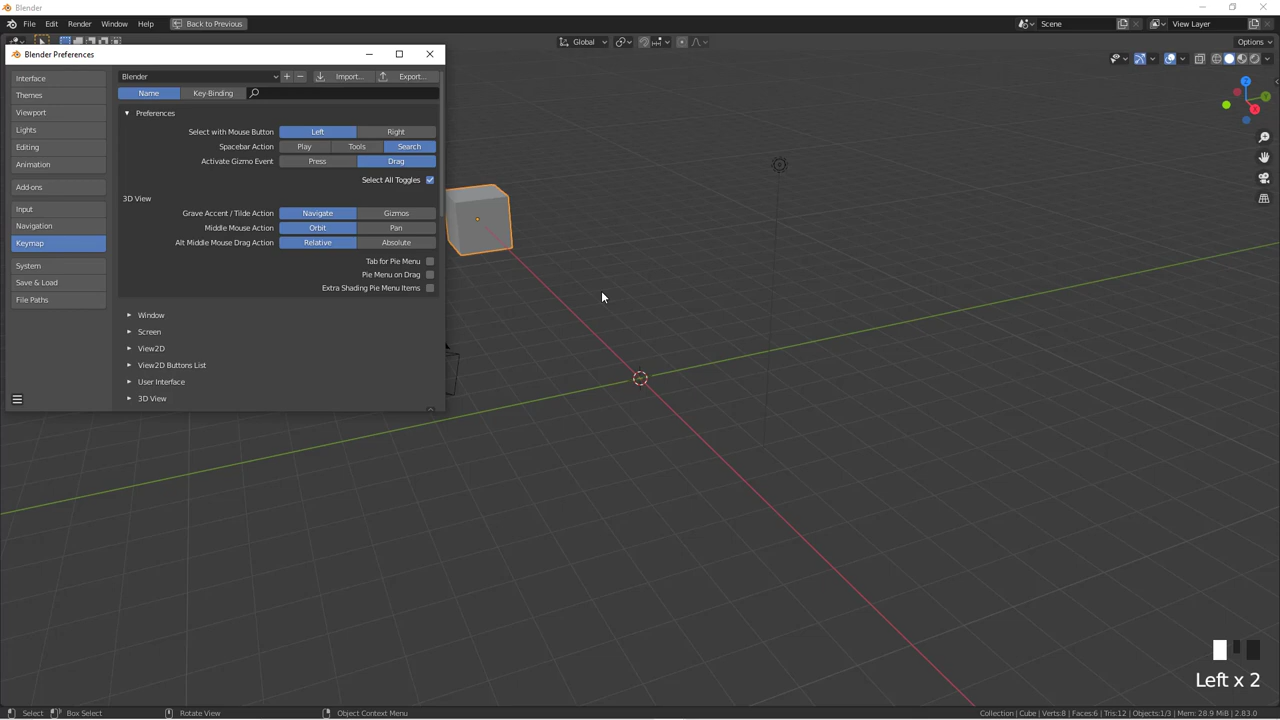 Blender
File Edit Render Window Help Back to Previous Scene View Layer
Global Options
Blender Preferences
Interface
Themes
Viewport
Lights
Editing
Animation
Add-ons
Input
Navigation
Keymap
System
Save & Load
File Paths
Blender + − Import... Export...
Name Key-Binding
Preferences
Select with Mouse Button Left Right
Spacebar Action Play Tools Search
Activate Gizmo Event Press Drag
Select All Toggles
3D View
Grave Accent / Tilde Action Navigate Gizmos
Middle Mouse Action Orbit Pan
Alt Middle Mouse Drag Action Relative Absolute
Tab for Pie Menu
Pie Menu on Drag
Extra Shading Pie Menu Items
Window
Screen
View2D
View2D Buttons List
User Interface
3D View
Z
Y
X
Left x 2
Select Box Select Rotate View Object Context Menu Collection | Cube | Verts:8 | Faces:6 | Tris:12 | Objects:1/3 | Mem: 28.9 MiB | 2.83.0